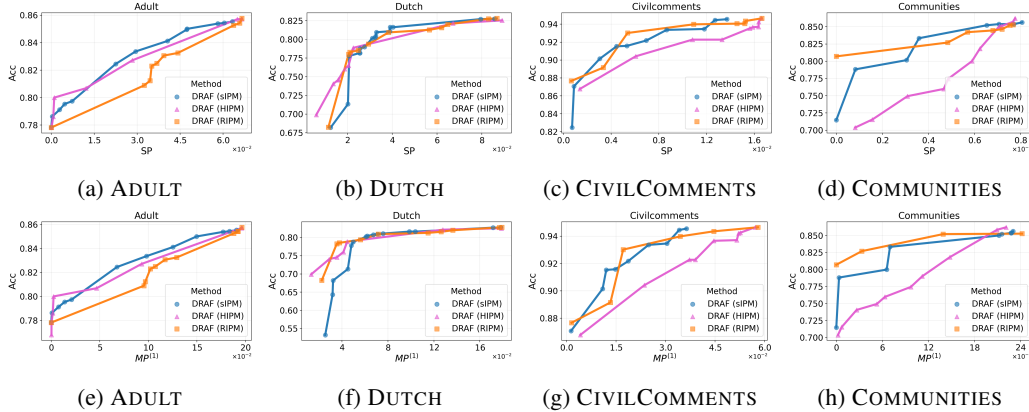 Adult
Acc
0.86
0.84
0.82
0.80
0.78
0.0
1.5
3.0
4.5
6.0
×10⁻²
SP
Method
DRAF (sIPM)
DRAF (HIPM)
DRAF (RIPM)
(a) ADULT
Dutch
Acc
0.825
0.800
0.775
0.750
0.725
0.700
0.675
0
2
4
6
8
×10⁻²
SP
Method
DRAF (sIPM)
DRAF (HIPM)
DRAF (RIPM)
(b) DUTCH
Civilcomments
Acc
0.94
0.92
0.90
0.88
0.86
0.84
0.82
0.0
0.4
0.8
1.2
1.6
×10⁻²
SP
Method
DRAF (sIPM)
DRAF (HIPM)
DRAF (RIPM)
(c) CIVILCOMMENTS
Communities
Acc
0.850
0.825
0.800
0.775
0.750
0.725
0.700
0.0
0.2
0.4
0.6
0.8
×10⁻¹
SP
Method
DRAF (sIPM)
DRAF (HIPM)
DRAF (RIPM)
(d) COMMUNITIES
Adult
Acc
0.86
0.84
0.82
0.80
0.78
0
5
10
15
20
×10⁻²
MP⁽¹⁾
Method
DRAF (sIPM)
DRAF (HIPM)
DRAF (RIPM)
(e) ADULT
Dutch
Acc
0.80
0.75
0.70
0.65
0.60
0.55
4
8
12
16
×10⁻²
MP⁽¹⁾
Method
DRAF (sIPM)
DRAF (HIPM)
DRAF (RIPM)
(f) DUTCH
Civilcomments
Acc
0.94
0.92
0.90
0.88
0.0
1.5
3.0
4.5
6.0
×10⁻²
MP⁽¹⁾
Method
DRAF (sIPM)
DRAF (HIPM)
DRAF (RIPM)
(g) CIVILCOMMENTS
Communities
Acc
0.850
0.825
0.800
0.775
0.750
0.725
0.700
0
6
12
18
24
×10⁻²
MP⁽¹⁾
Method
DRAF (sIPM)
DRAF (HIPM)
DRAF (RIPM)
(h) COMMUNITIES